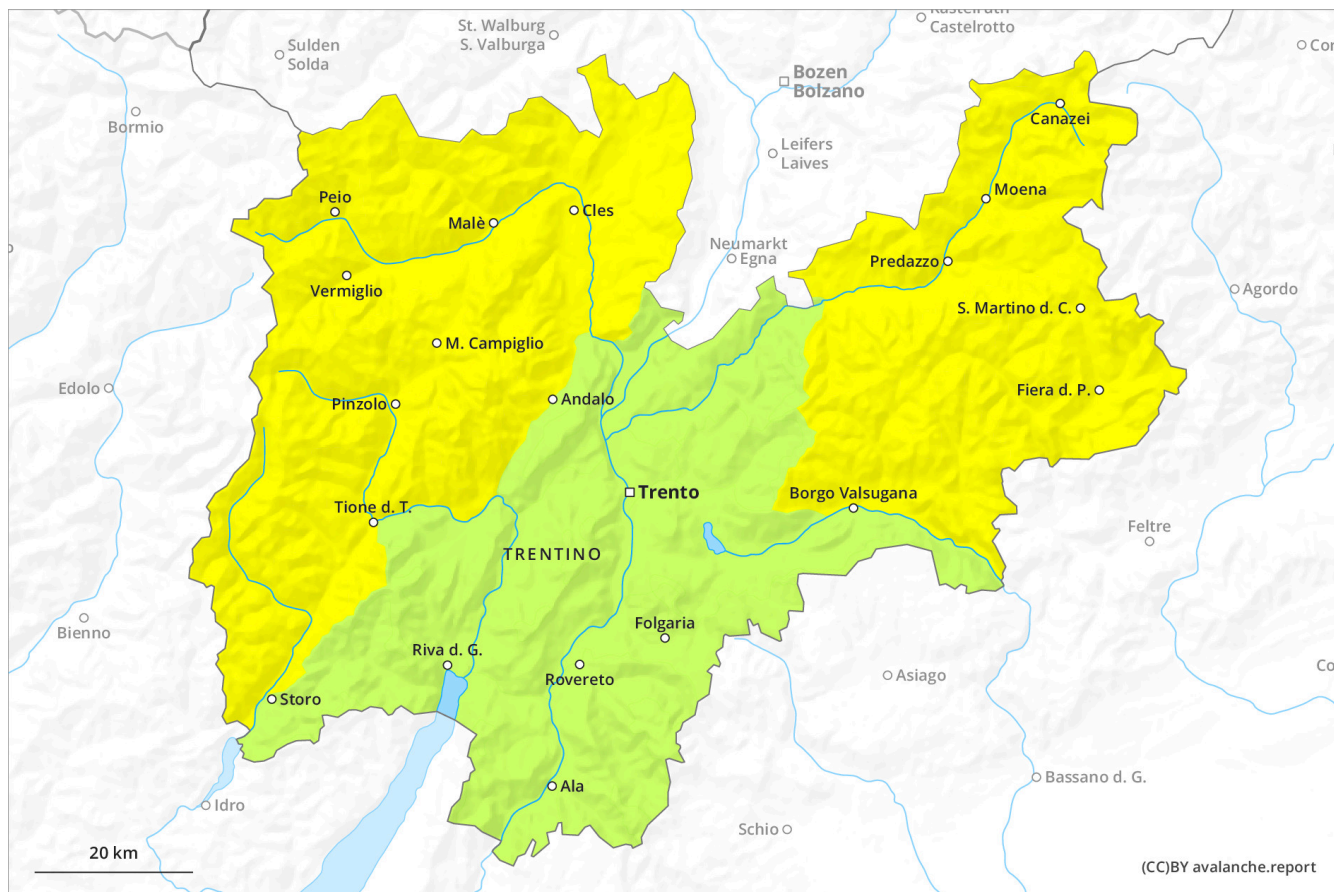 Castelrotto
St. Walburg
S. Valburga
Sulden
Solda
Bozen
Bolzano
Bormio
Canazei
Leifers
Laives
Moena
Peio
Malè
Cles
Neumarkt
Egna
Predazzo
Vermiglio
Agordo
S. Martino d. C.
M. Campiglio
Edolo
Fiera d. P.
Andalo
Pinzolo
Trento
Borgo Valsugana
Tione d. T.
Feltre
TRENTINO
Bienno
Folgaria
Riva d. G.
Rovereto
Asiago
Storo
Bassano d. G.
Ala
Idro
Schio
20 km
(CC)BY avalanche.report